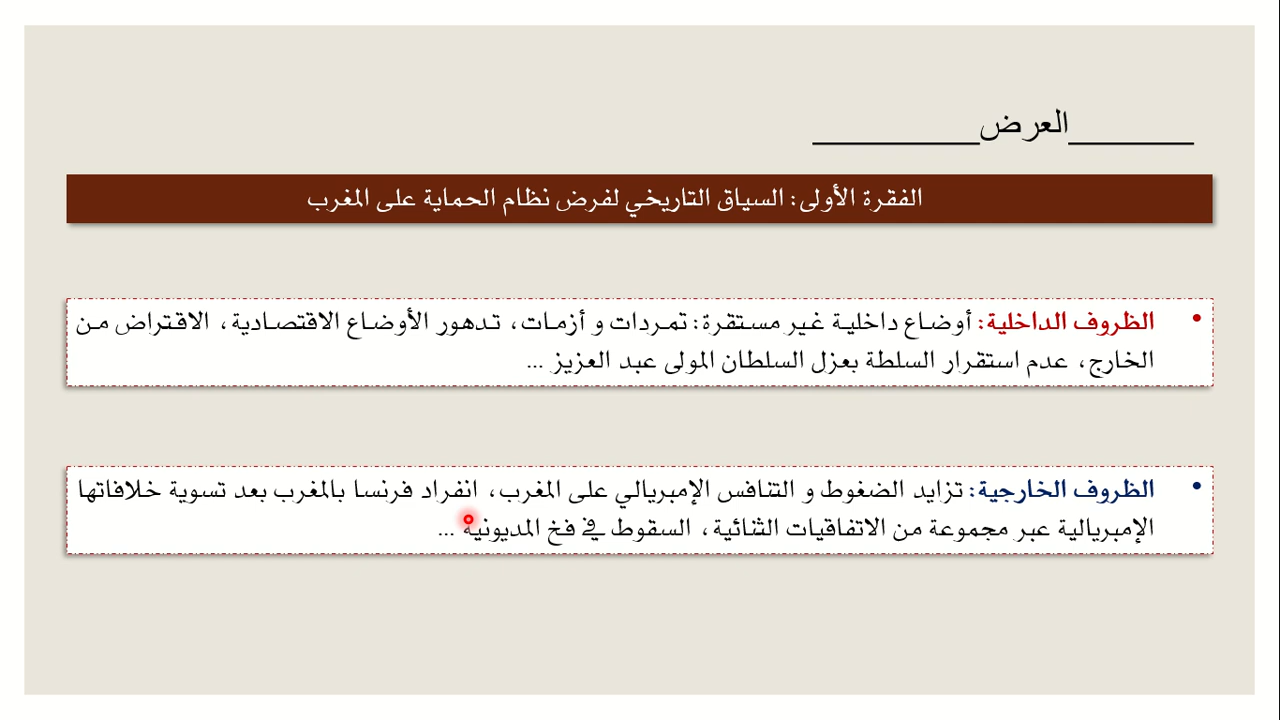 ________العرض___________
الفقرة الأولى: السياق التاريخي لفرض نظام الحماية على المغرب
• الظروف الداخلية: أوضاع داخلية غير مستقرة: تمردات و أزمات، تدهور الأوضاع الاقتصادية، الاقتراض من
الخارج، عدم استقرار السلطة بعزل السلطان المولى عبد العزيز ...
• الظروف الخارجية: تزايد الضغوط و التنافس الإمبريالي على المغرب، انفراد فرنسا بالمغرب بعد تسوية خلافاتها
الإمبريالية عبر مجموعة من الاتفاقيات الثنائية، السقوط في فخ المديونية ...